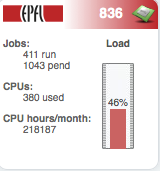 EPFL 836
Jobs: Load
411 run
1043 pend
CPUs:
380 used
46%
CPU hours/month:
218187